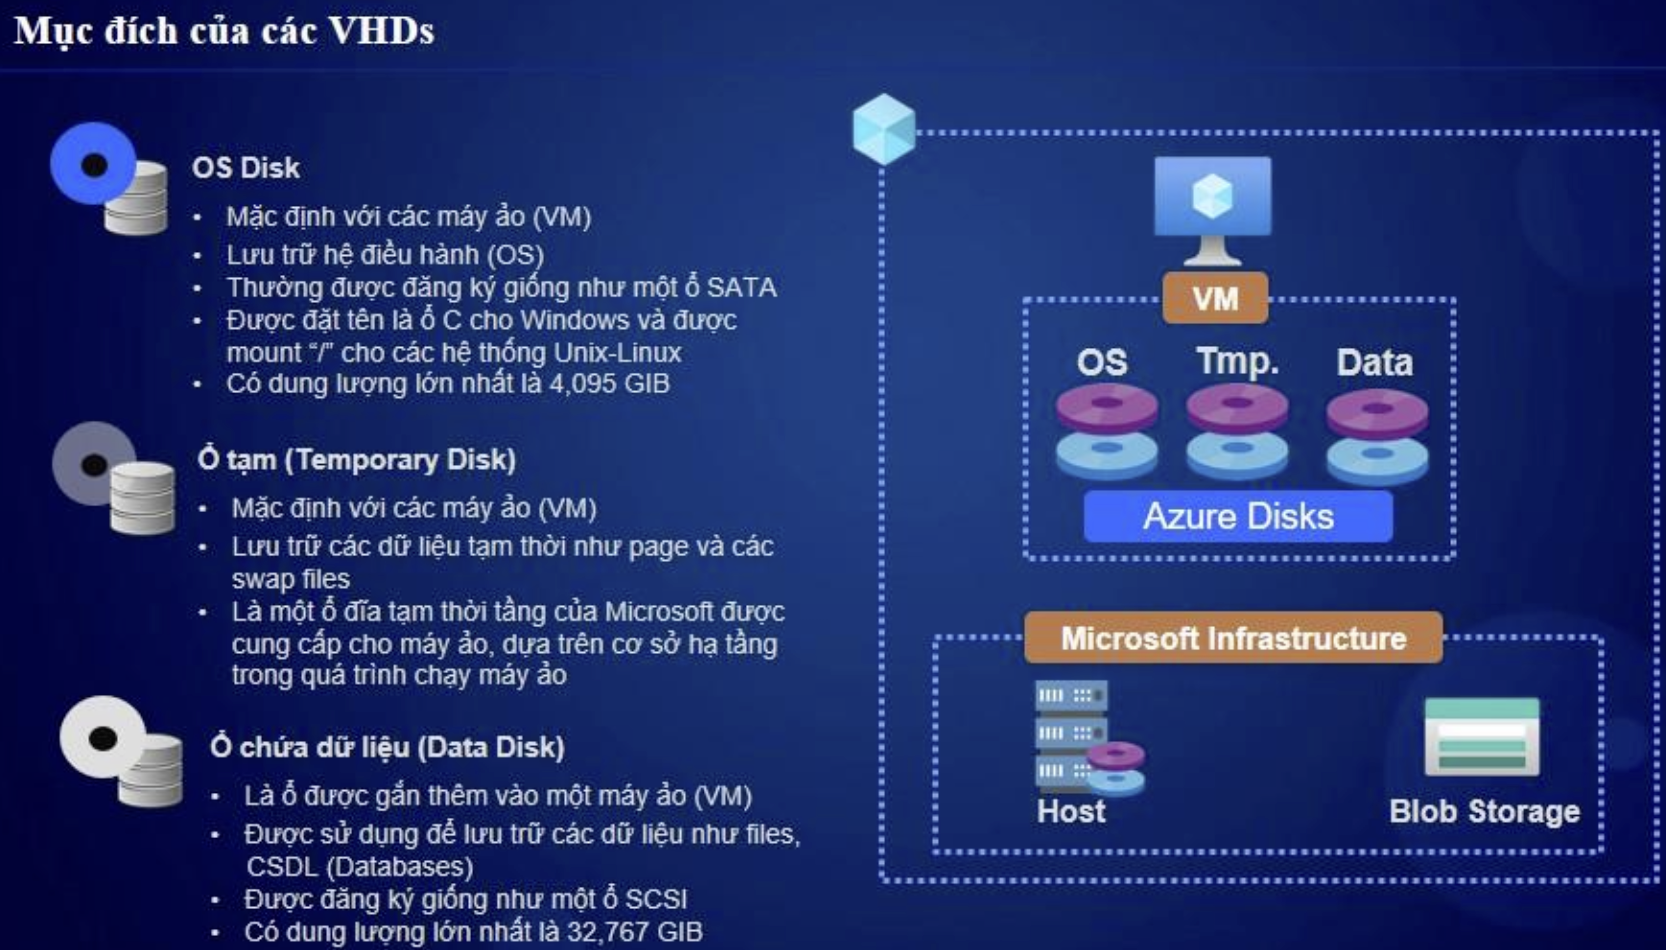 Mục đích của các VHDs
OS Disk
• Mặc định với các máy ảo (VM)
• Lưu trữ hệ điều hành (OS)
• Thường được đăng ký giống như một ổ SATA
• Được đặt tên là ổ C cho Windows và được
mount “/” cho các hệ thống Unix-Linux
• Có dung lượng lớn nhất là 4,095 GIB
Ổ tạm (Temporary Disk)
• Mặc định với các máy ảo (VM)
• Lưu trữ các dữ liệu tạm thời như page và các
swap files
• Là một ổ đĩa tạm thời tầng của Microsoft được
cung cấp cho máy ảo, dựa trên cơ sở hạ tầng
trong quá trình chạy máy ảo
Ổ chứa dữ liệu (Data Disk)
• Là ổ được gắn thêm vào một máy ảo (VM)
• Được sử dụng để lưu trữ các dữ liệu như files,
CSDL (Databases)
• Được đăng ký giống như một ổ SCSI
• Có dung lượng lớn nhất là 32,767 GIB
VM
OS Tmp. Data
Azure Disks
Microsoft Infrastructure
Host Blob Storage